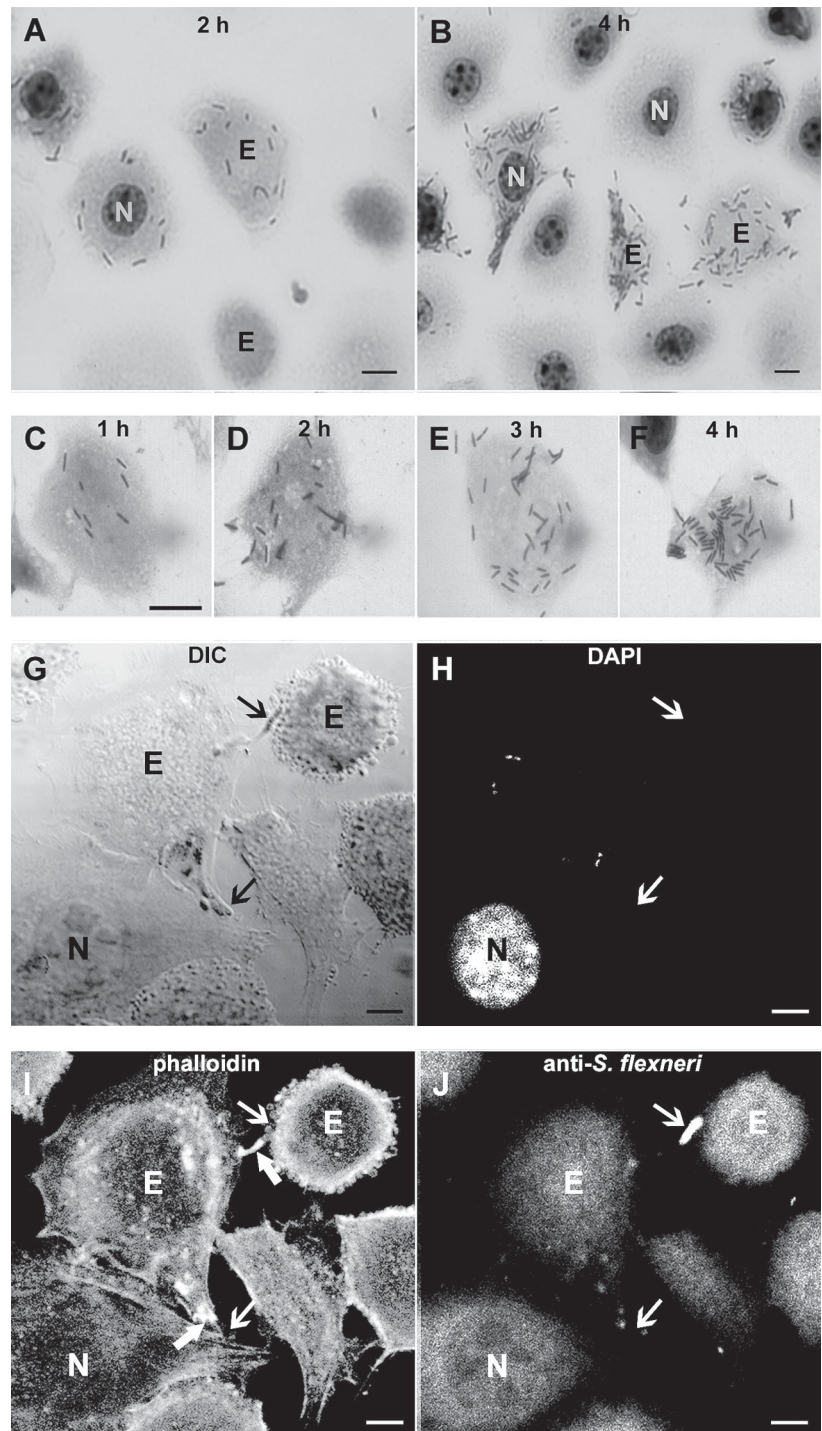 A 2 h
E
N
E
B 4 h
N
N
E
E
C 1 h
D 2 h
E 3 h
F 4 h
G DIC
E
E
N
H DAPI
N
I phalloidin
E
E
N
J anti-S. flexneri
E
E
N